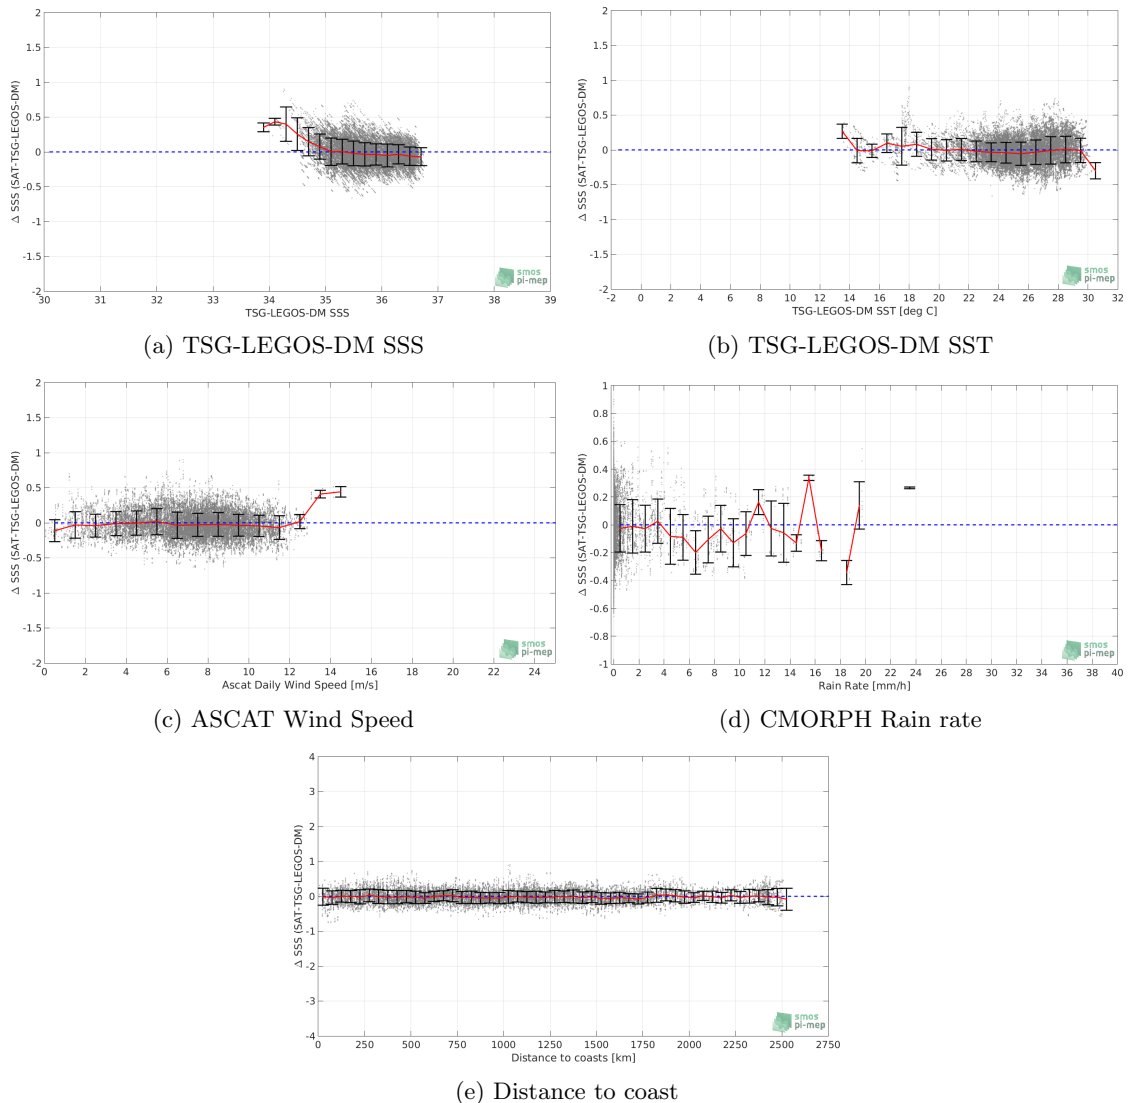 2
1.5
1
0.5
0
-0.5
-1
-1.5
-2
Δ SSS (SAT-TSG-LEGOS-DM)
30 31 32 33 34 35 36 37 38 39
TSG-LEGOS-DM SSS
smos
pi-mep
(a) TSG-LEGOS-DM SSS
2
1.5
1
0.5
0
-0.5
-1
-1.5
-2
Δ SSS (SAT-TSG-LEGOS-DM)
-2 0 2 4 6 8 10 12 14 16 18 20 22 24 26 28 30 32
TSG-LEGOS-DM SST [deg C]
smos
pi-mep
(b) TSG-LEGOS-DM SST
2
1.5
1
0.5
0
-0.5
-1
-1.5
-2
Δ SSS (SAT-TSG-LEGOS-DM)
0 2 4 6 8 10 12 14 16 18 20 22 24
Ascat Daily Wind Speed [m/s]
smos
pi-mep
(c) ASCAT Wind Speed
1
0.8
0.6
0.4
0.2
0
-0.2
-0.4
-0.6
-0.8
-1
Δ SSS (SAT-TSG-LEGOS-DM)
0 2 4 6 8 10 12 14 16 18 20 22 24 26 28 30 32 34 36 38 40
Rain Rate [mm/h]
smos
pi-mep
(d) CMORPH Rain rate
4
3
2
1
0
-1
-2
-3
-4
Δ SSS (SAT-TSG-LEGOS-DM)
0 250 500 750 1000 1250 1500 1750 2000 2250 2500 2750
Distance to coasts [km]
smos
pi-mep
(e) Distance to coast